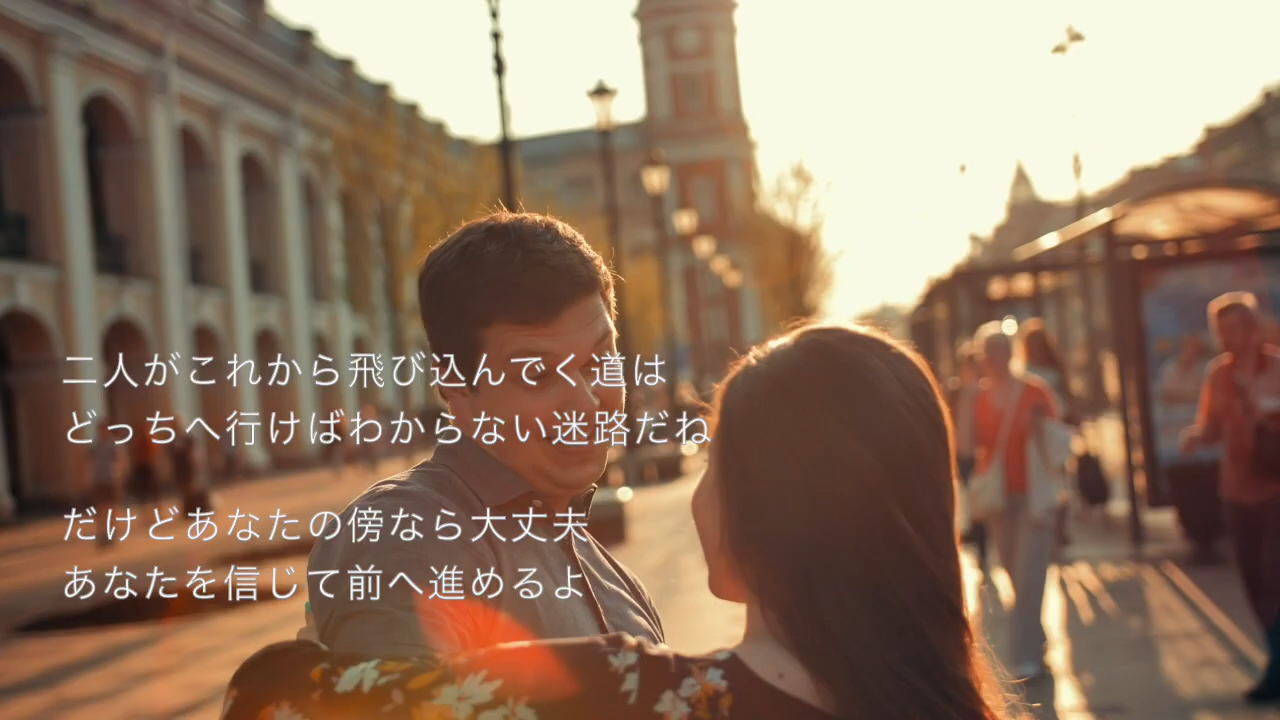 二人がこれから飛び込んでく道は
どっちへ行けばわからない迷路だね
だけどあなたの傍なら大丈夫
あなたを信じて前へ進めるよ